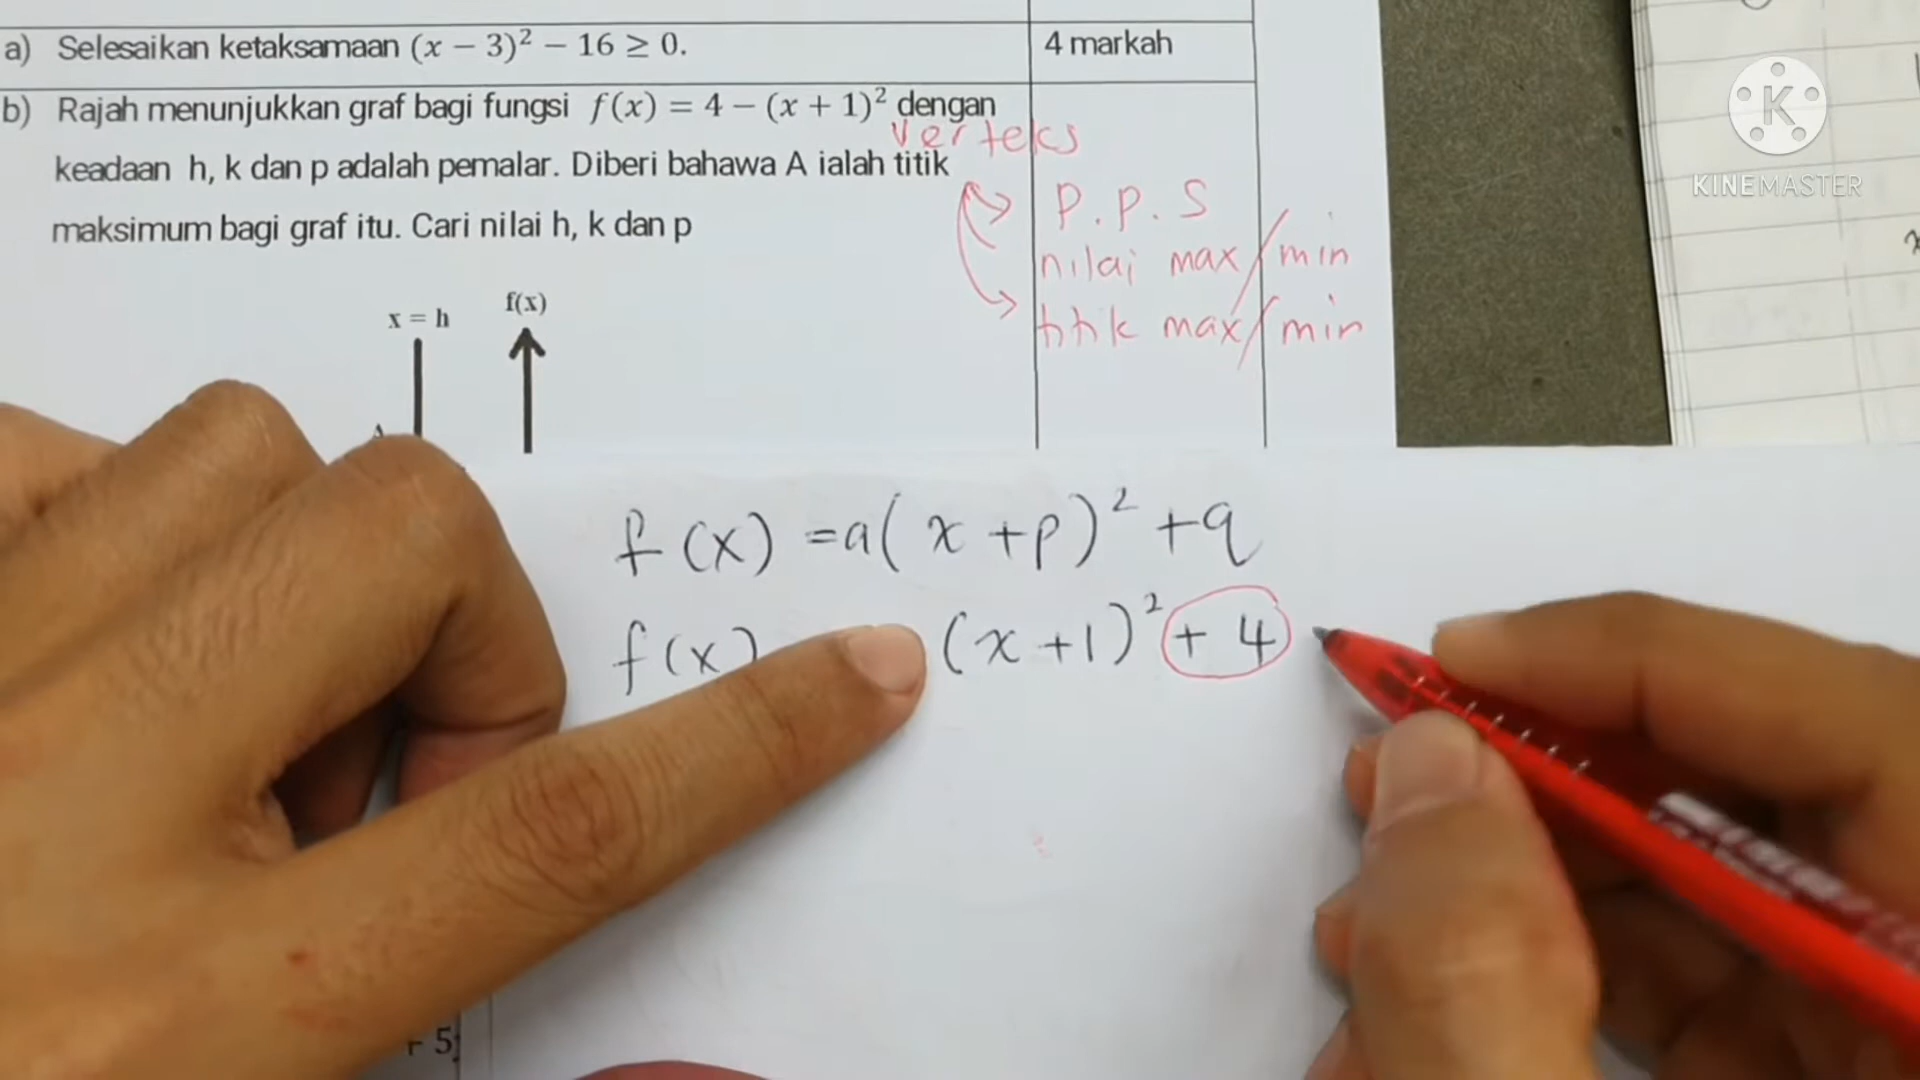 a) Selesaikan ketaksamaan (x − 3)² − 16 ≥ 0.
4 markah
b) Rajah menunjukkan graf bagi fungsi f(x) = 4 − (x + 1)² dengan
verteks
keadaan h, k dan p adalah pemalar. Diberi bahawa A ialah titik
maksimum bagi graf itu. Cari nilai h, k dan p
P.P.S
nilai max/min
ttk max/min
KINEMASTER
x = h
f(x)
f(x) = a(x + p)² + q
f(x) (x + 1)² + 4
5